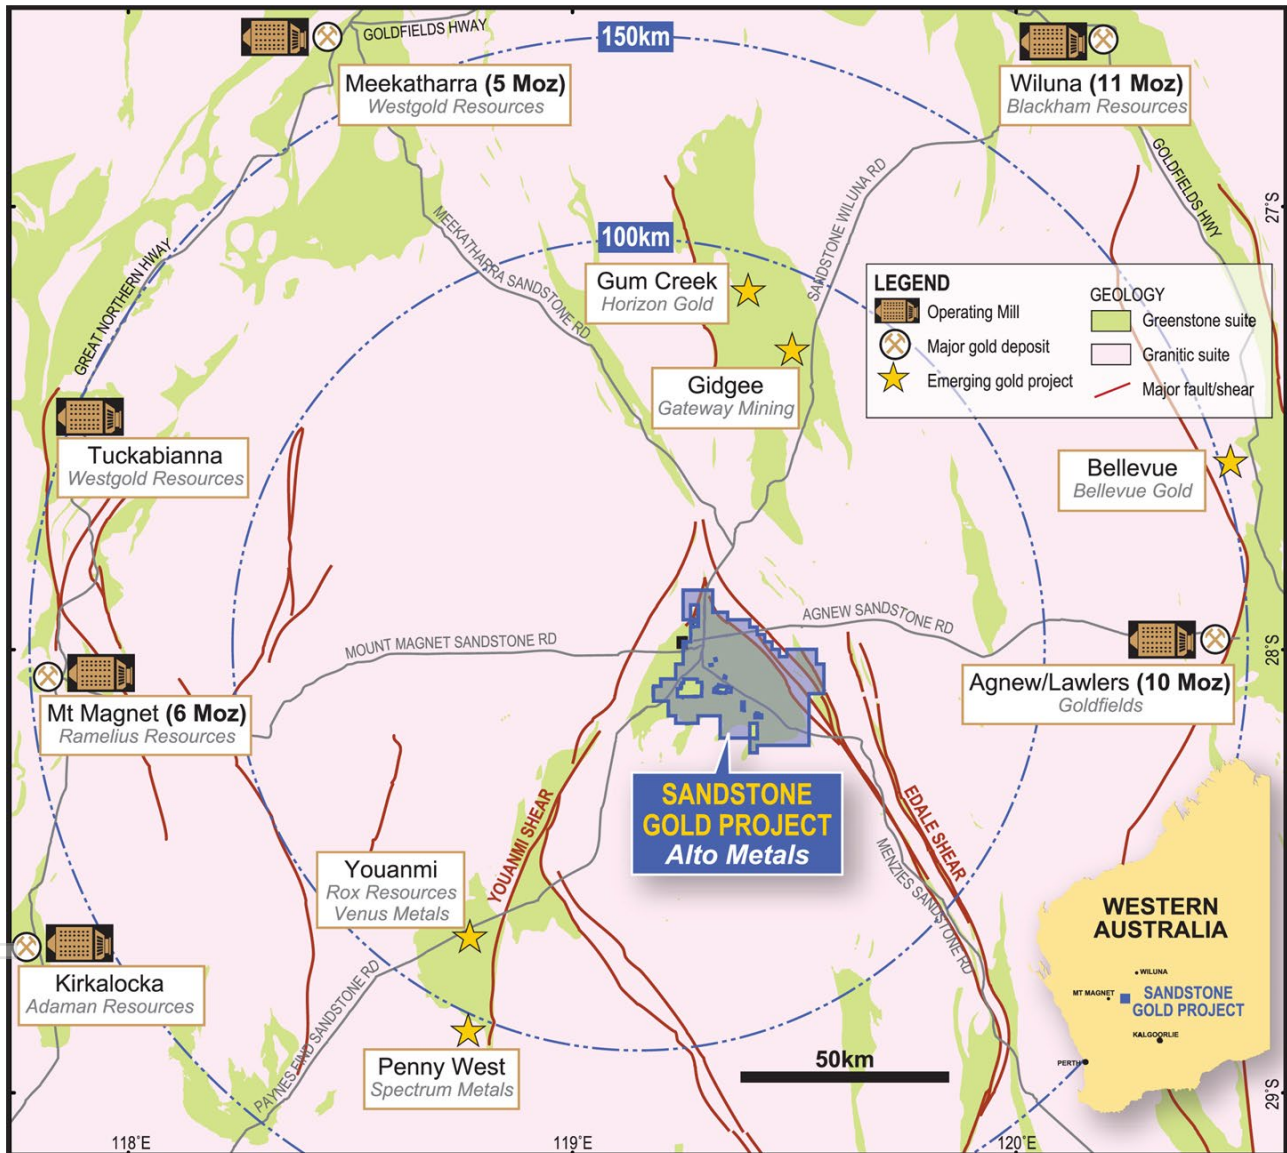 GOLDFIELDS HWAY
150km
Meekatharra (5 Moz)
Westgold Resources
Wiluna (11 Moz)
Blackham Resources
GOLDFIELDS HWY
27°S
MEEKATHARRA SANDSTONE RD
100km
SANDSTONE WILUNA RD
GREAT NORTHERN HWAY
Gum Creek
Horizon Gold
LEGEND
Operating Mill
Major gold deposit
Emerging gold project
GEOLOGY
Greenstone suite
Granitic suite
Major fault/shear
Gidgee
Gateway Mining
Tuckabianna
Westgold Resources
Bellevue
Bellevue Gold
MOUNT MAGNET SANDSTONE RD
AGNEW SANDSTONE RD
28°S
Mt Magnet (6 Moz)
Ramelius Resources
Agnew/Lawlers (10 Moz)
Goldfields
SANDSTONE
GOLD PROJECT
Alto Metals
YOUANMI SHEAR
EDALE SHEAR
MENZIES SANDSTONE RD
Youanmi
Rox Resources
Venus Metals
Kirkalocka
Adaman Resources
PAYNES FIND SANDSTONE RD
Penny West
Spectrum Metals
50km
WESTERN
AUSTRALIA
WILUNA
MT MAGNET
SANDSTONE
GOLD PROJECT
KALGOORLIE
PERTH
29°S
118°E
119°E
120°E